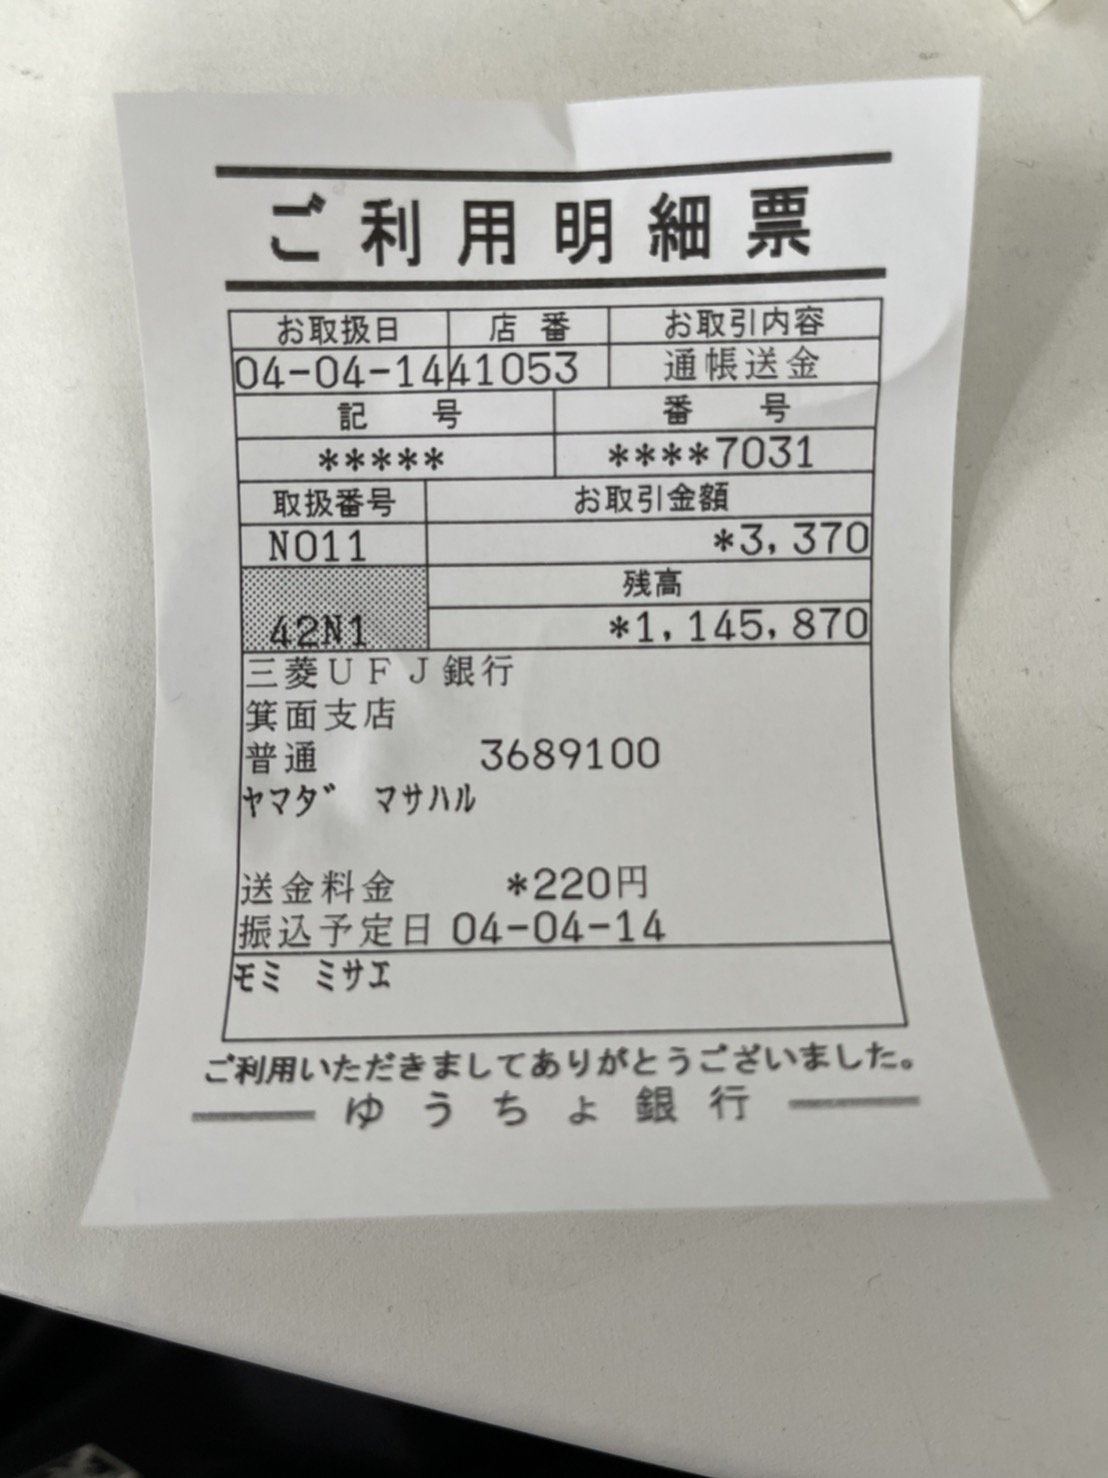 ご利用明細票
お取扱日 店番 お取引内容
04-04-14 41053 通帳送金
記号 番号
***** ****7031
取扱番号 お取引金額
N011 *3,370
残高
42N1 *1,145,870
三菱UFJ銀行
箕面支店
普通 3689100
ヤマダ マサハル
送金料金 *220円
振込予定日 04-04-14
モミ ミサエ
ご利用いただきましてありがとうございました。
ゆうちょ銀行